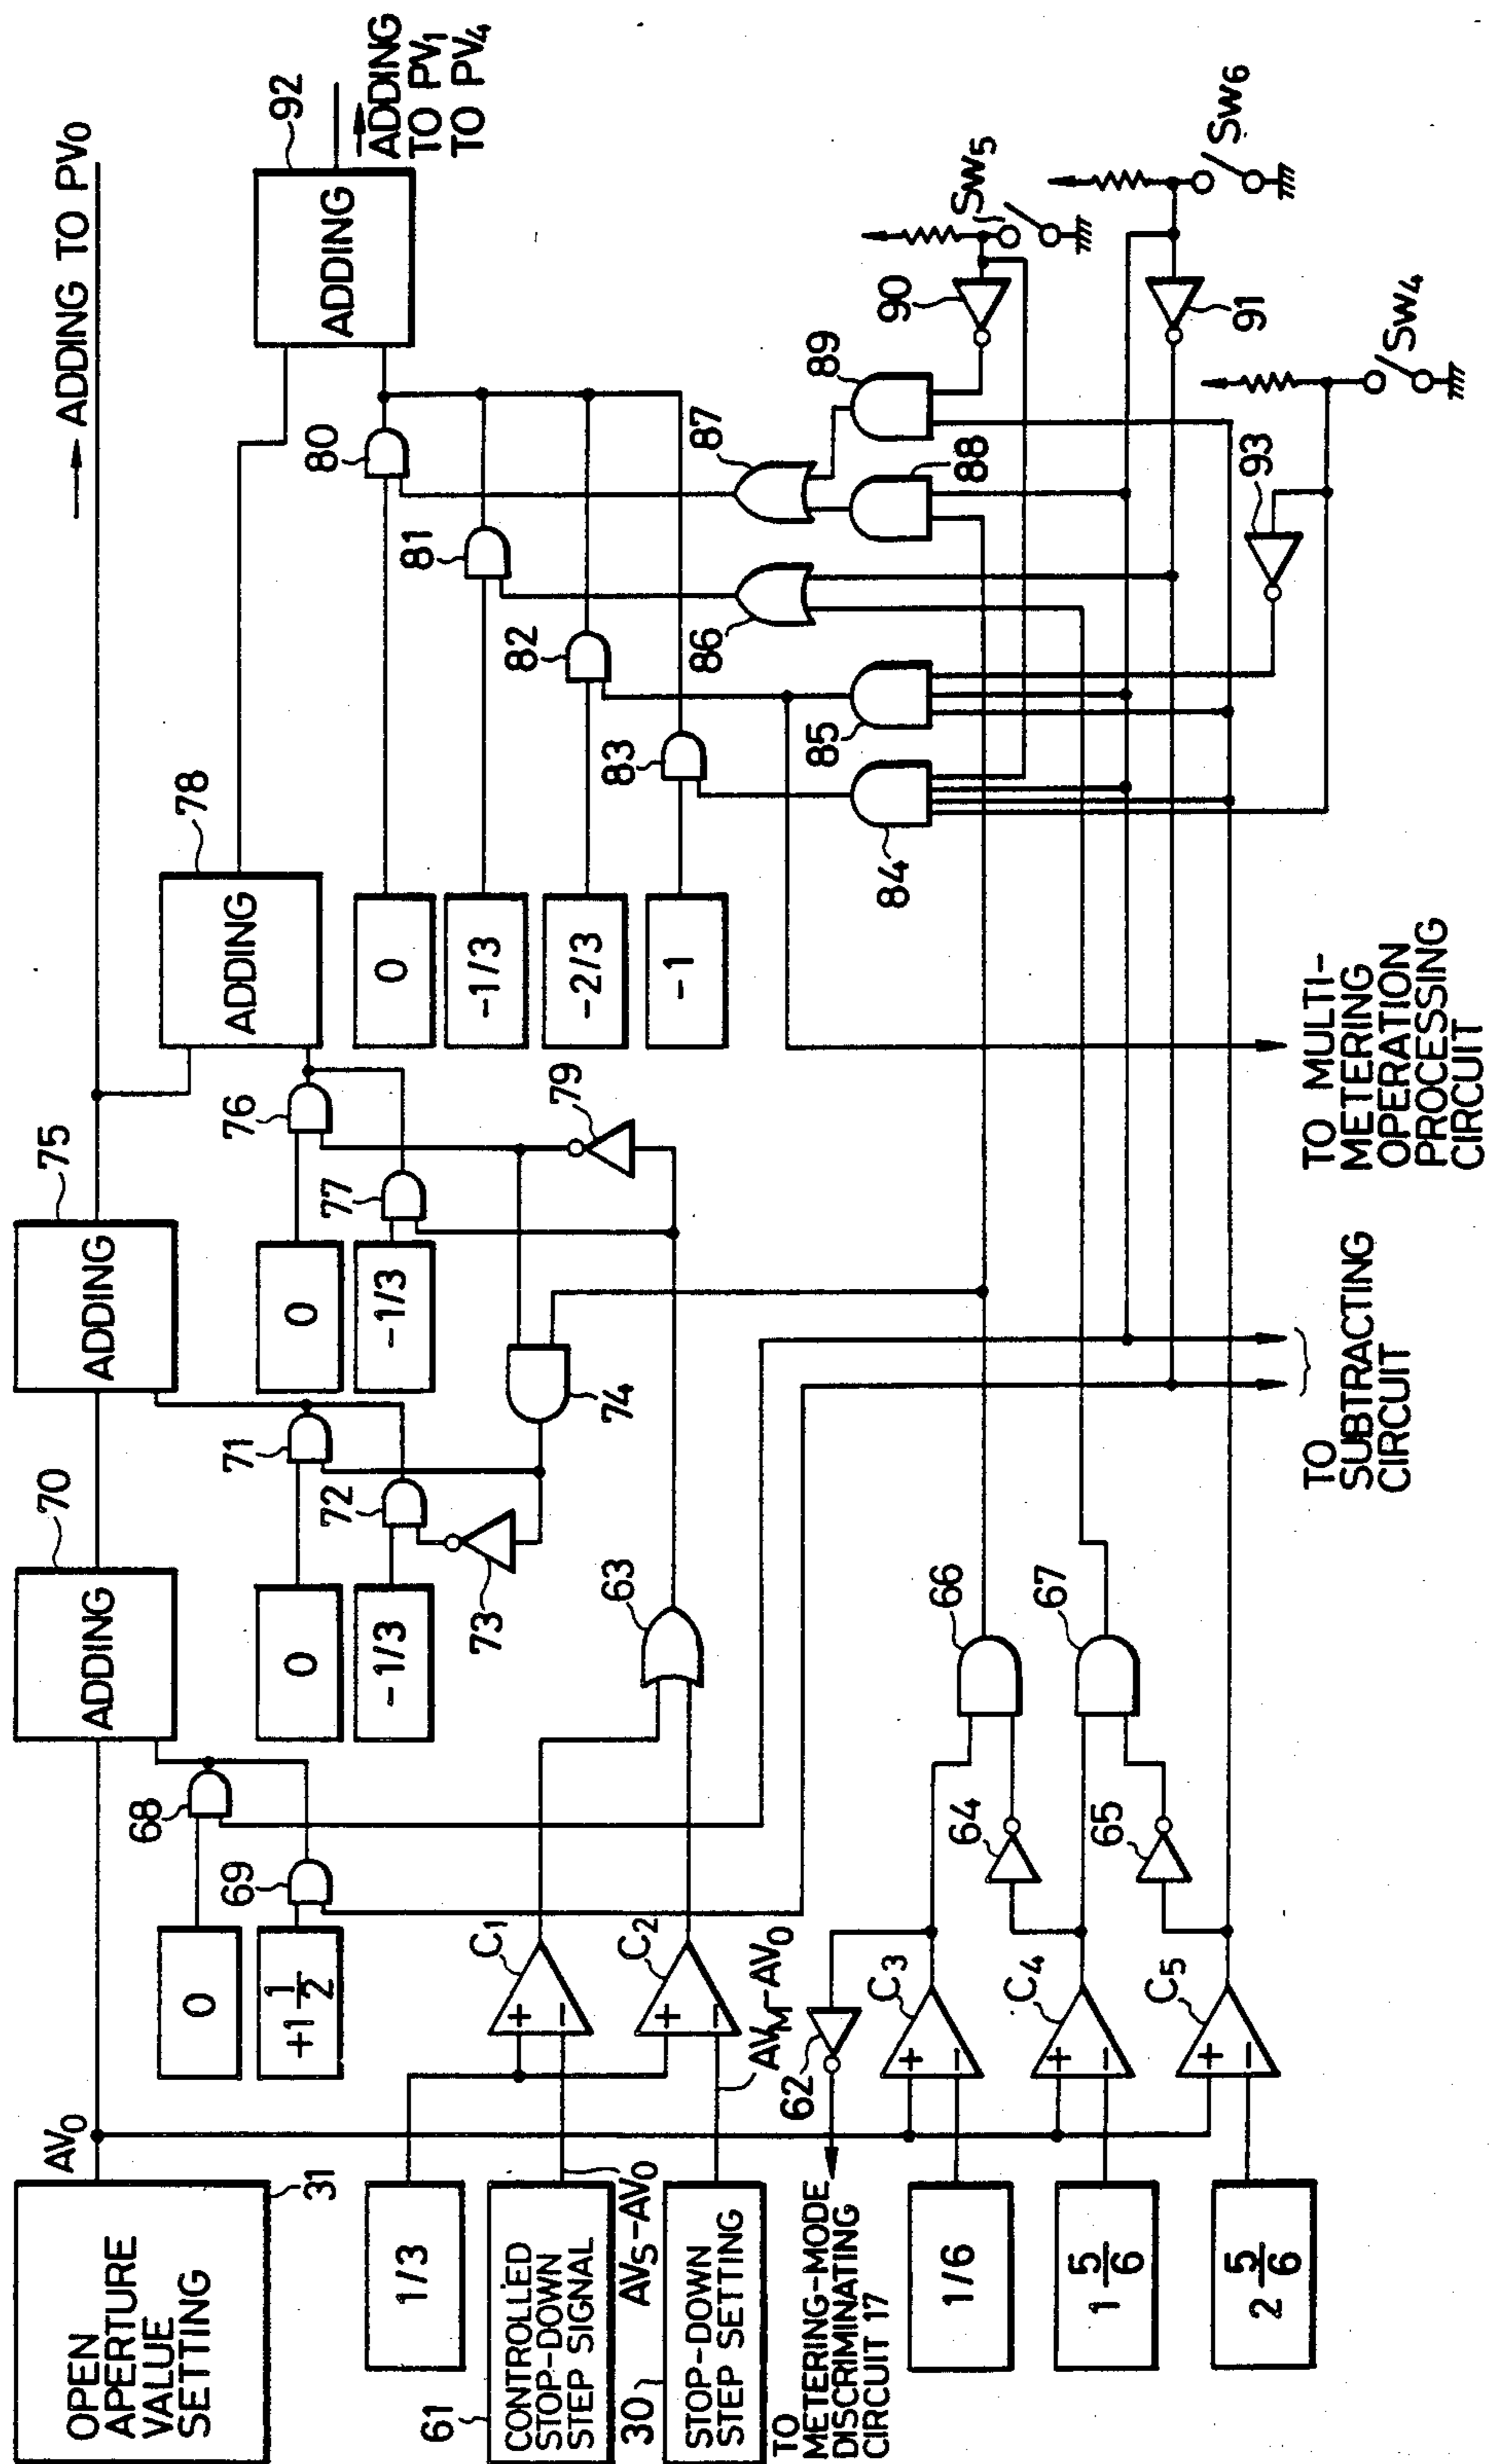 OPEN
APERTURE
VALUE
SETTING
31
AV0
1/3
61
CONTROLLED
STOP-DOWN
STEP SIGNAL
AVS-AV0
30
STOP-DOWN
STEP SETTING
AVM-AV0
TO
METERING-MODE
DISCRIMINATING
CIRCUIT 17
1/6
1 5/6
2 5/6
0
+1 1/2
68
69
C1
+
−
C2
+
−
62
C3
+
−
C4
+
−
C5
+
−
64
65
66
67
63
70
ADDING
0
-1/3
71
72
73
74
75
ADDING
0
-1/3
76
77
79
TO
SUBTRACTING
CIRCUIT
TO MULTI-
METERING
OPERATION
PROCESSING
CIRCUIT
78
ADDING
0
-1/3
-2/3
-1
80
81
82
83
84
85
86
87
88
89
90
91
93
SW5
SW6
SW4
→ ADDING TO PV0
92
ADDING
→
ADDING
TO PV1
TO PV4